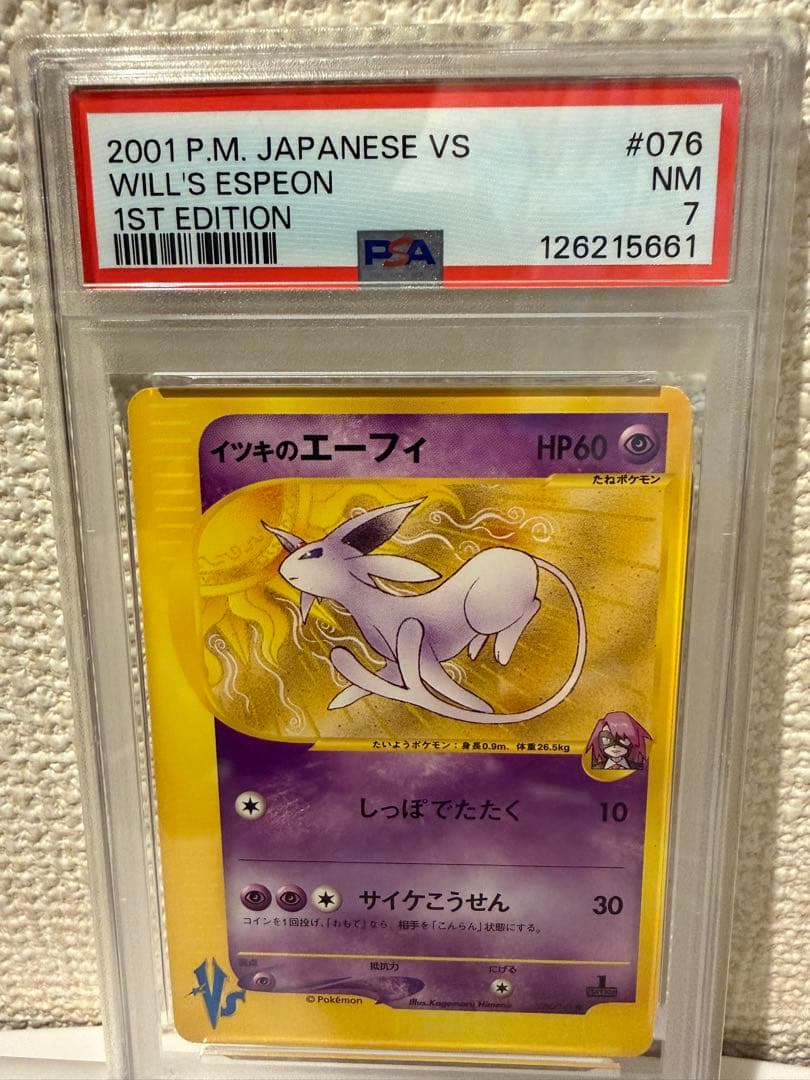 2001 P.M. JAPANESE VS #076
WILL'S ESPEON NM
1ST EDITION 7
PSA 126215661
イツキのエーフィ HP60
たねポケモン
たいようポケモン：身長0.9m、体重26.5kg
しっぽでたたく 10
サイケこうせん 30
コインを1回投げ、「おもて」なら、相手を「こんらん」状態にする。
弱点 抵抗力 にげる
1
EDITION
VS
©Pokémon Illus.Kagemaru Himeno